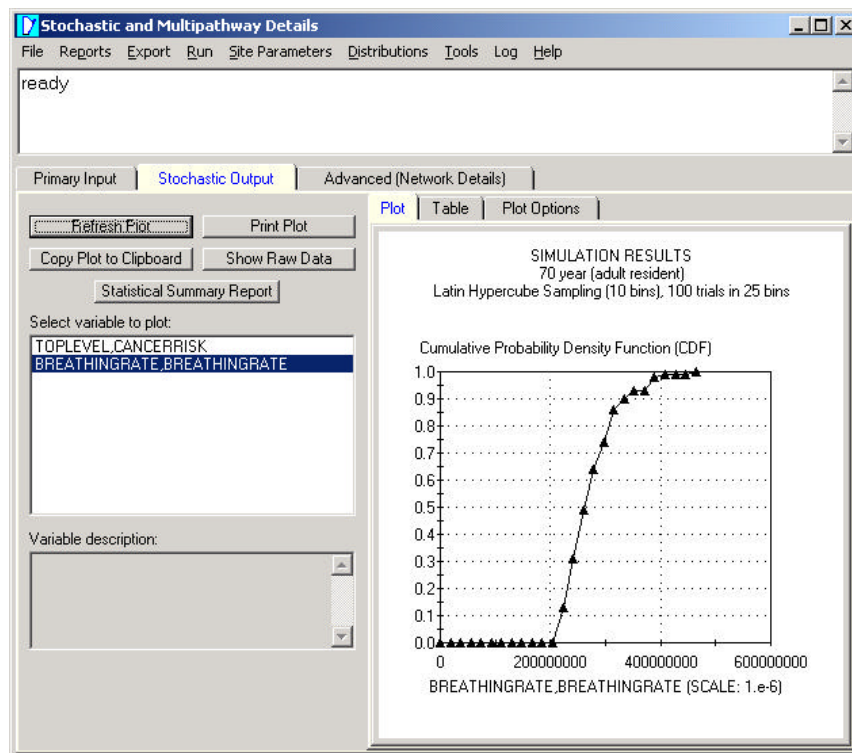 Stochastic and Multipathway Details
File Reports Export Run Site Parameters Distributions Tools Log Help
ready
Primary Input Stochastic Output Advanced (Network Details)
Plot Table Plot Options
Refresh Plot Print Plot
Copy Plot to Clipboard Show Raw Data
Statistical Summary Report
Select variable to plot:
TOPLEVEL,CANCERRISK
BREATHINGRATE,BREATHINGRATE
Variable description:
SIMULATION RESULTS
70 year (adult resident)
Latin Hypercube Sampling (10 bins), 100 trials in 25 bins
Cumulative Probability Density Function (CDF)
1.0
0.9
0.8
0.7
0.6
0.5
0.4
0.3
0.2
0.1
0.0
0 200000000 400000000 600000000
BREATHINGRATE,BREATHINGRATE (SCALE: 1.e-6)